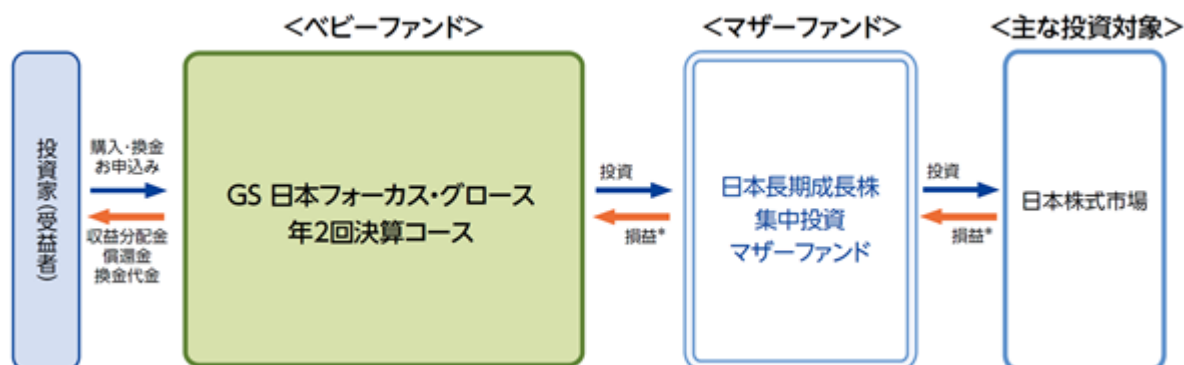 <ベビーファンド>
<マザーファンド>
<主な投資対象>
投資家(受益者)
購入・換金
お申込み
収益分配金
償還金
換金代金
GS 日本フォーカス・グロース
年2回決算コース
投資
損益*
日本長期成長株
集中投資
マザーファンド
投資
損益*
日本株式市場